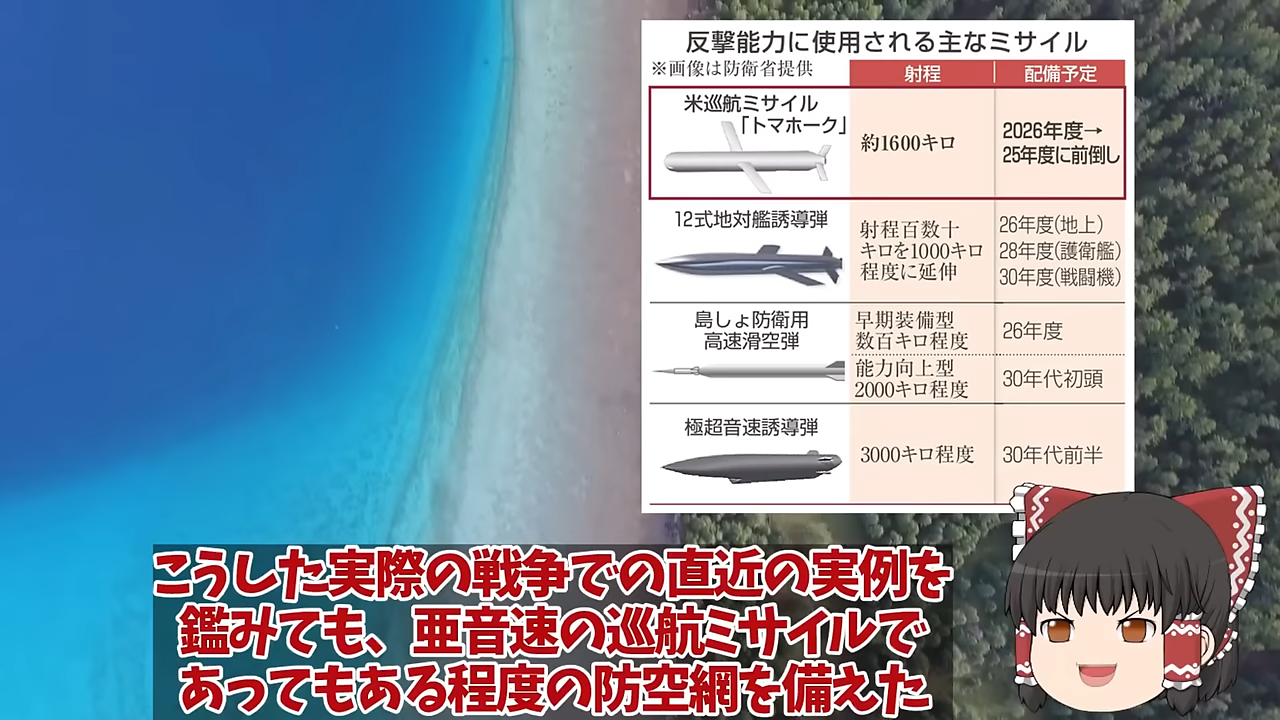 反撃能力に使用される主なミサイル
※画像は防衛省提供
射程
配備予定
米巡航ミサイル
「トマホーク」
約1600キロ
2026年度→
25年度に前倒し
12式地対艦誘導弾
射程百数十
キロを1000キロ
程度に延伸
26年度(地上)
28年度(護衛艦)
30年度(戦闘機)
島しょ防衛用
高速滑空弾
早期装備型
数百キロ程度
26年度
能力向上型
2000キロ程度
30年代初頭
極超音速誘導弾
3000キロ程度
30年代前半
こうした実際の戦争での直近の実例を
鑑みても、亜音速の巡航ミサイルで
あってもある程度の防空網を備えた